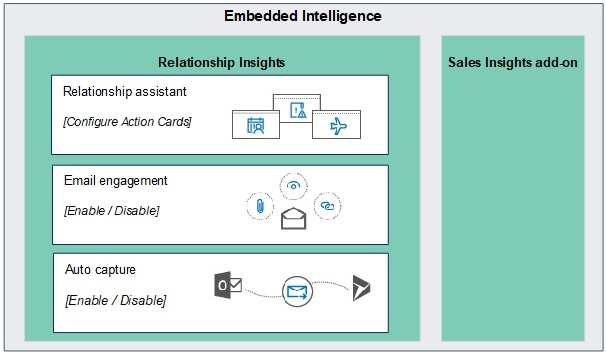 Embedded Intelligence
Relationship Insights
Relationship assistant
[Configure Action Cards]
Email engagement
[Enable / Disable]
Auto capture
[Enable / Disable]
Sales Insights add-on